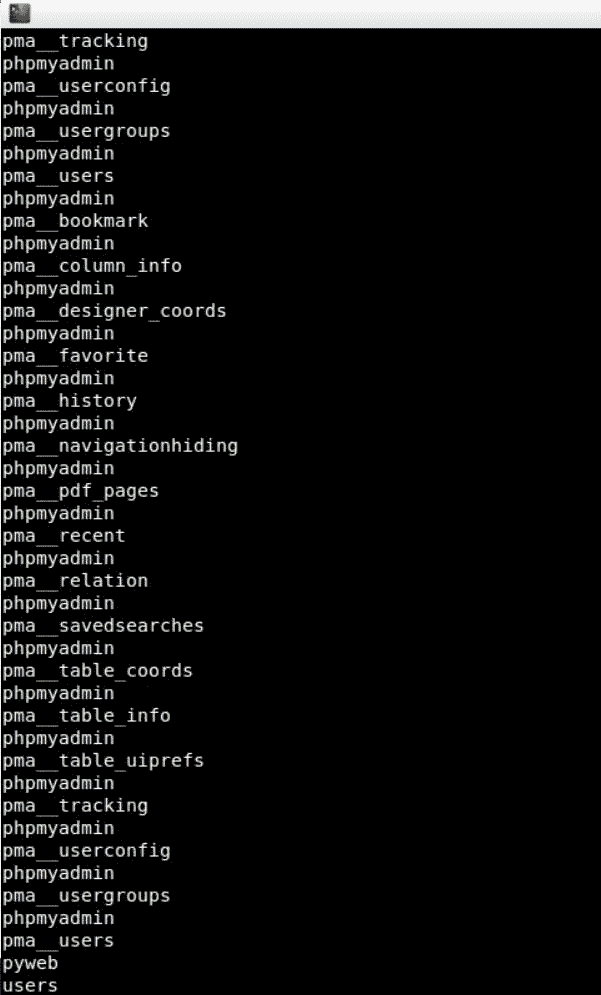 pma__tracking
phpmyadmin
pma__userconfig
phpmyadmin
pma__usergroups
phpmyadmin
pma__users
phpmyadmin
pma__bookmark
phpmyadmin
pma__column_info
phpmyadmin
pma__designer_coords
phpmyadmin
pma__favorite
phpmyadmin
pma__history
phpmyadmin
pma__navigationhiding
phpmyadmin
pma__pdf_pages
phpmyadmin
pma__recent
phpmyadmin
pma__relation
phpmyadmin
pma__savedsearches
phpmyadmin
pma__table_coords
phpmyadmin
pma__table_info
phpmyadmin
pma__table_uiprefs
phpmyadmin
pma__tracking
phpmyadmin
pma__userconfig
phpmyadmin
pma__usergroups
phpmyadmin
pma__users
pyweb
users